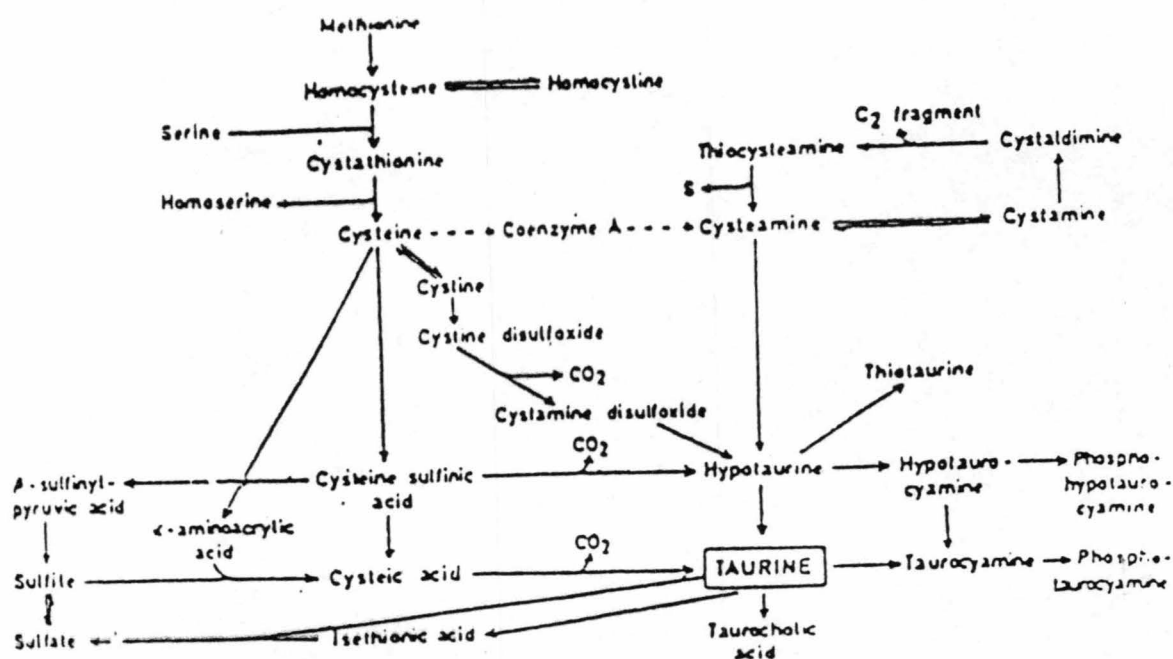 Methionine
Homocysteine Homocystine
Serine C2 fragment
Thiocysteamine Cystaldimine
Cystathionine
S
Homoserine
Cysteine Coenzyme A Cysteamine Cystamine
Cystine
Cystine disulfoxide
CO2 Thiotaurine
Cystamine disulfoxide
CO2
β-sulfinyl- Cysteine sulfinic Hypotaurine Hypotauro- Phospho-
pyruvic acid acid cyamine hypotauro-
cyamine
α-aminoacrylic
acid CO2
Sulfite Cysteic acid TAURINE Taurocyamine Phospho-
taurocyamine
Sulfate Isethionic acid Taurocholic
acid